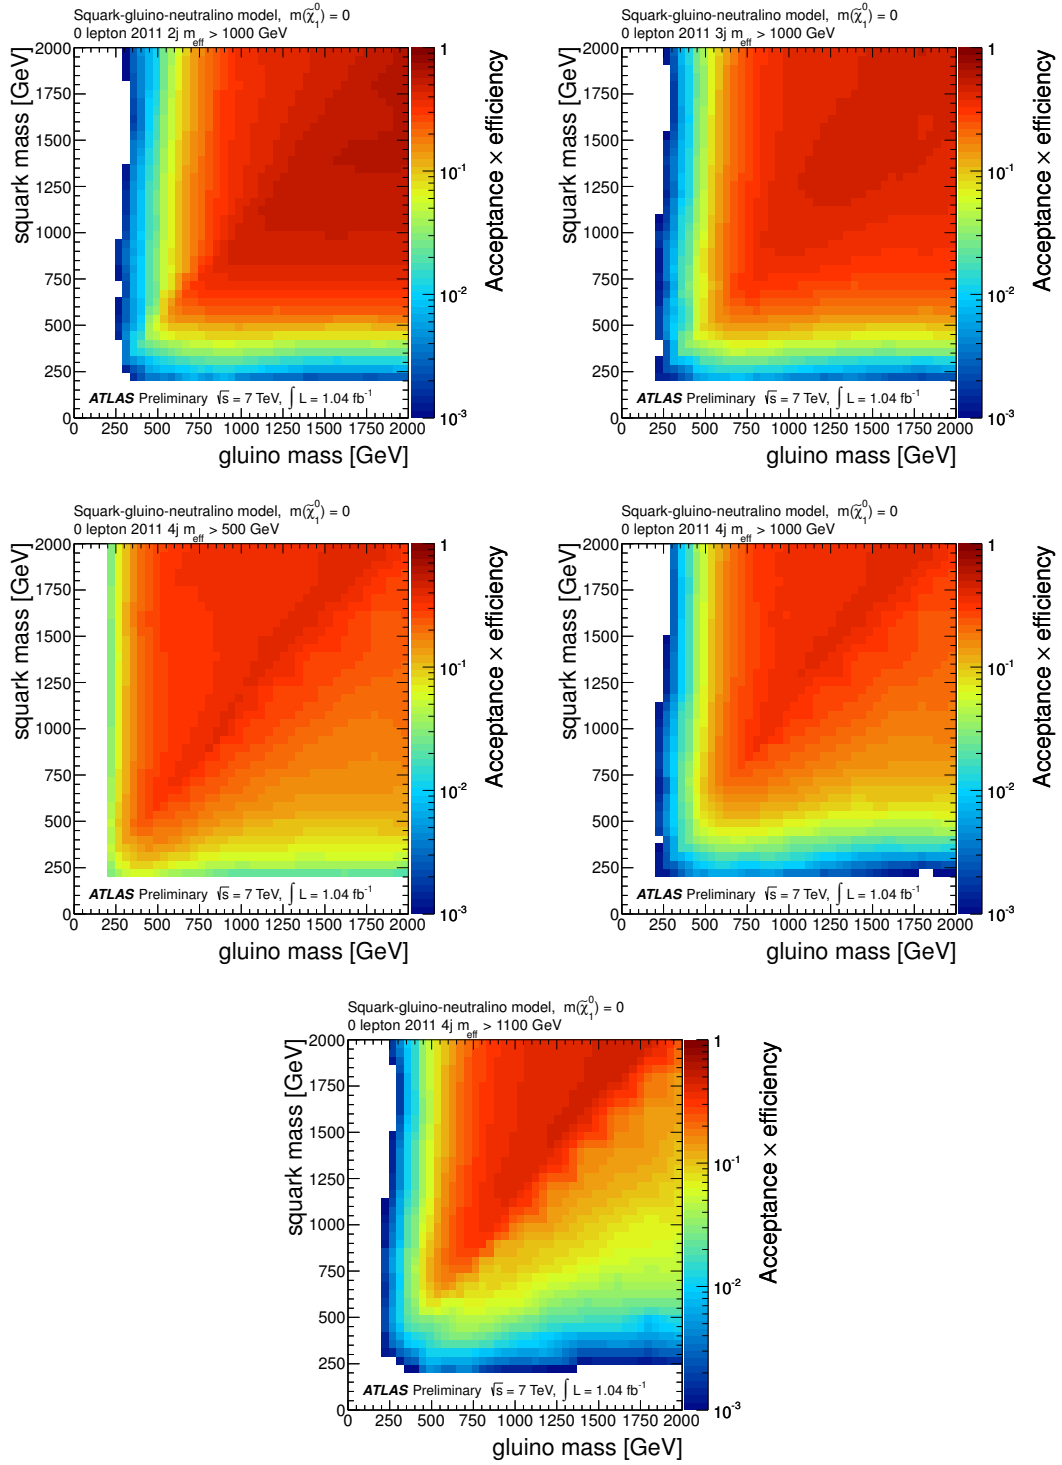 Squark-gluino-neutralino model, m(χ̃₁⁰) = 0
0 lepton 2011 2j m_eff > 1000 GeV
squark mass [GeV]
2000
1750
1500
1250
1000
750
500
250
0
ATLAS Preliminary √s = 7 TeV, ∫ L = 1.04 fb⁻¹
0 250 500 750 1000 1250 1500 1750 2000
gluino mass [GeV]
1
10⁻¹
10⁻²
10⁻³
Acceptance × efficiency
Squark-gluino-neutralino model, m(χ̃₁⁰) = 0
0 lepton 2011 3j m_eff > 1000 GeV
squark mass [GeV]
2000
1750
1500
1250
1000
750
500
250
0
ATLAS Preliminary √s = 7 TeV, ∫ L = 1.04 fb⁻¹
0 250 500 750 1000 1250 1500 1750 2000
gluino mass [GeV]
1
10⁻¹
10⁻²
10⁻³
Acceptance × efficiency
Squark-gluino-neutralino model, m(χ̃₁⁰) = 0
0 lepton 2011 4j m_eff > 500 GeV
squark mass [GeV]
2000
1750
1500
1250
1000
750
500
250
0
ATLAS Preliminary √s = 7 TeV, ∫ L = 1.04 fb⁻¹
0 250 500 750 1000 1250 1500 1750 2000
gluino mass [GeV]
1
10⁻¹
10⁻²
10⁻³
Acceptance × efficiency
Squark-gluino-neutralino model, m(χ̃₁⁰) = 0
0 lepton 2011 4j m_eff > 1000 GeV
squark mass [GeV]
2000
1750
1500
1250
1000
750
500
250
0
ATLAS Preliminary √s = 7 TeV, ∫ L = 1.04 fb⁻¹
0 250 500 750 1000 1250 1500 1750 2000
gluino mass [GeV]
1
10⁻¹
10⁻²
10⁻³
Acceptance × efficiency
Squark-gluino-neutralino model, m(χ̃₁⁰) = 0
0 lepton 2011 4j m_eff > 1100 GeV
squark mass [GeV]
2000
1750
1500
1250
1000
750
500
250
0
ATLAS Preliminary √s = 7 TeV, ∫ L = 1.04 fb⁻¹
0 250 500 750 1000 1250 1500 1750 2000
gluino mass [GeV]
1
10⁻¹
10⁻²
10⁻³
Acceptance × efficiency